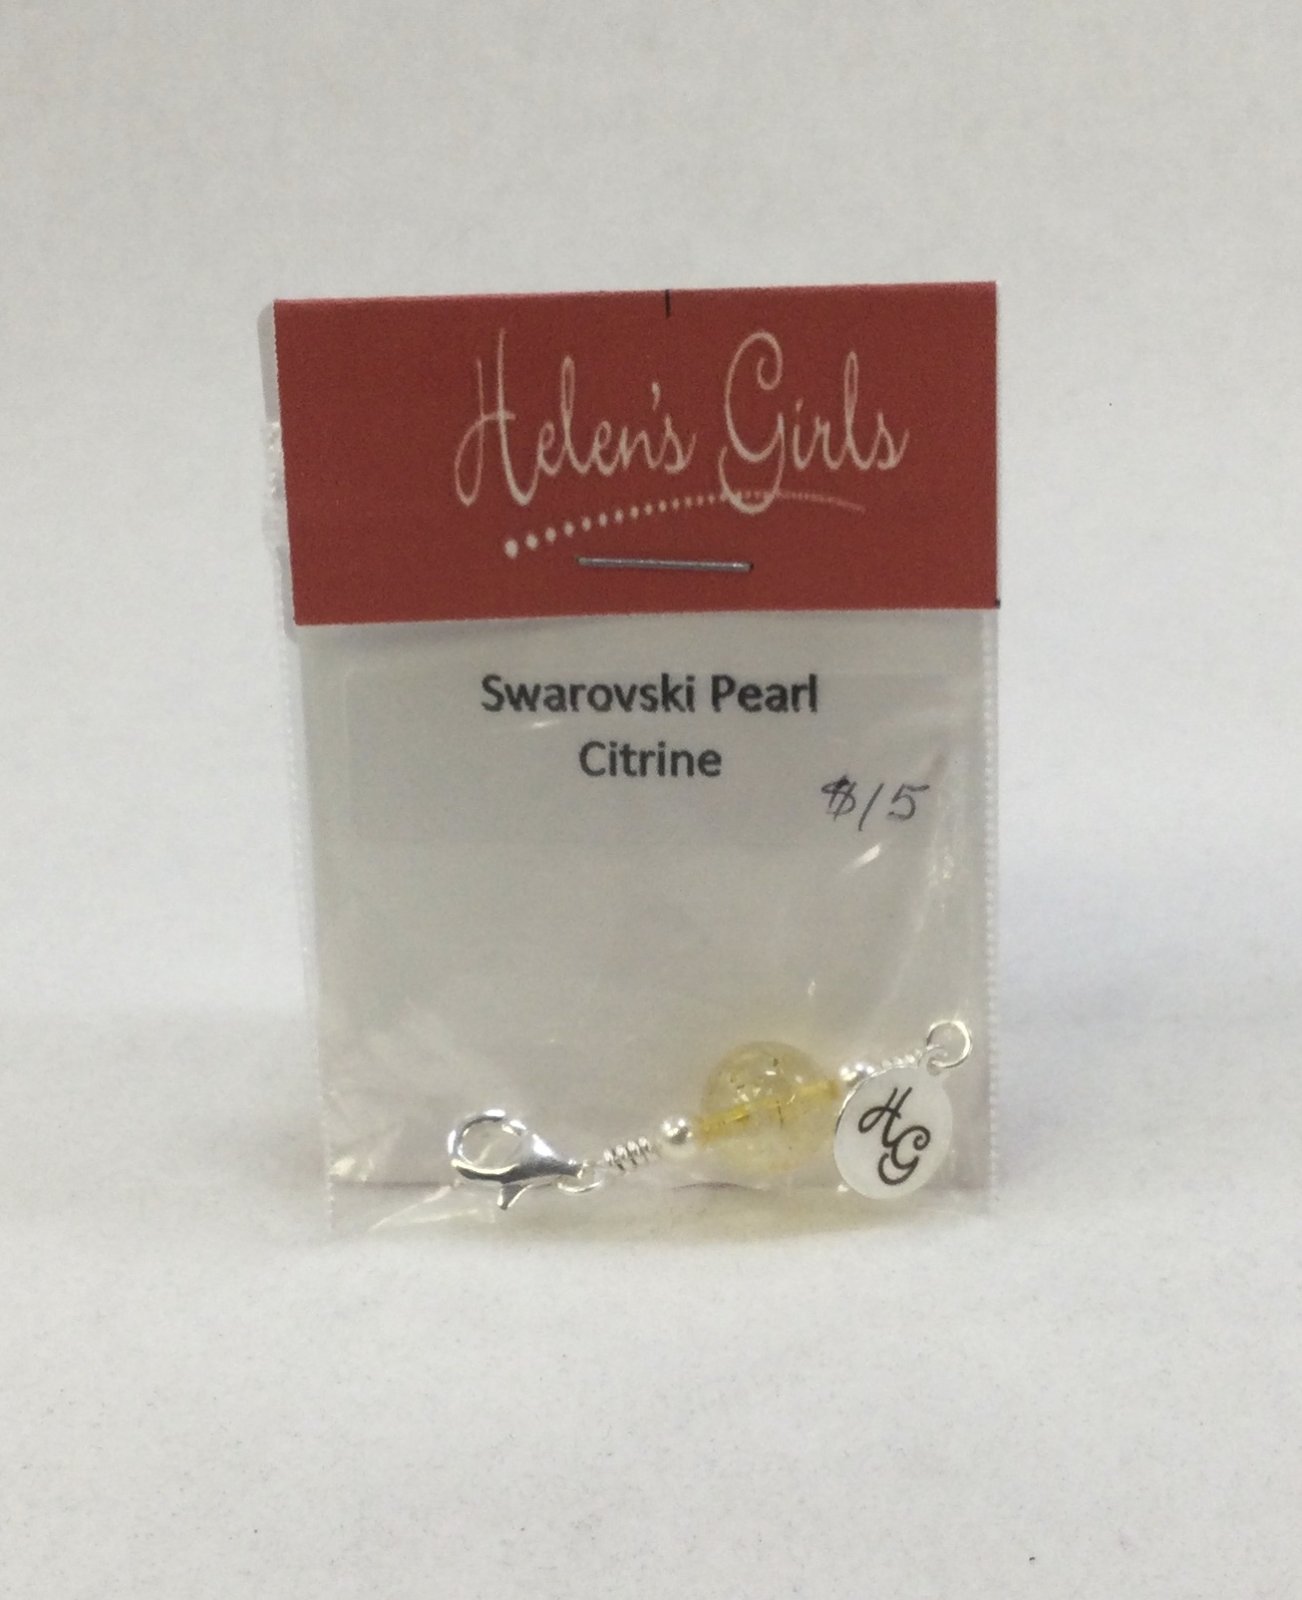 Helen's Girls
Swarovski Pearl
Citrine
$15
HG